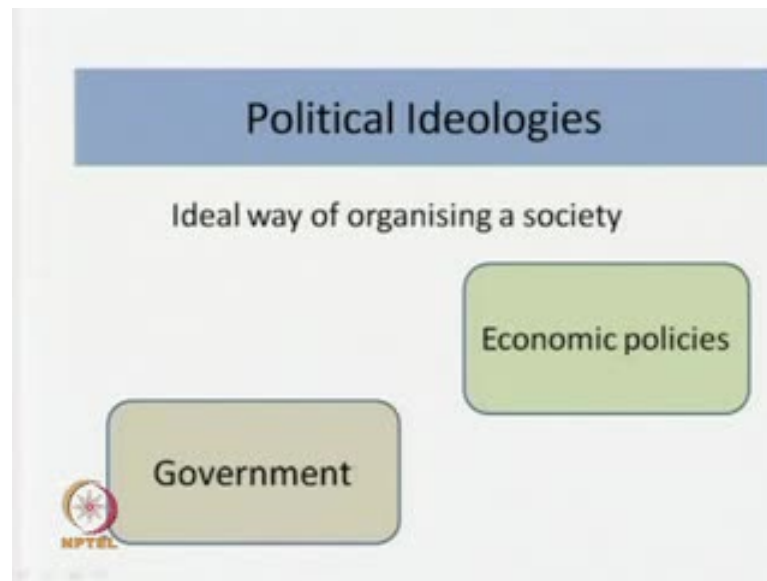 Political Ideologies
Ideal way of organising a society
Economic policies
Government
NPTEL